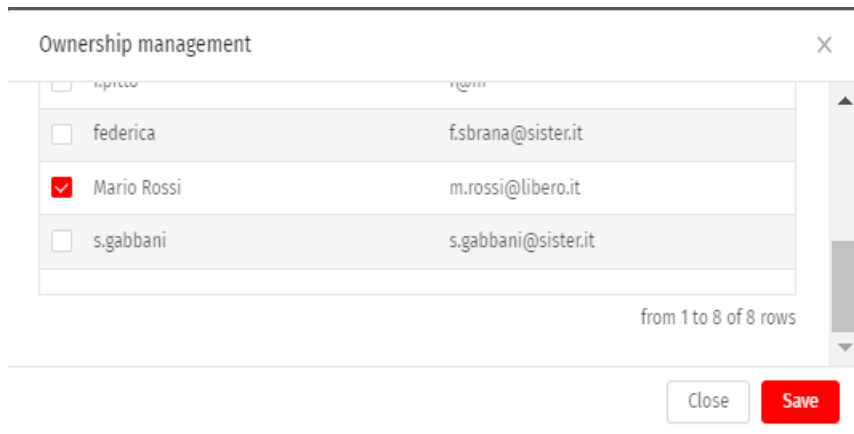 Ownership management
federica f.sbrana@sister.it
Mario Rossi m.rossi@libero.it
s.gabbani s.gabbani@sister.it
from 1 to 8 of 8 rows
Close Save